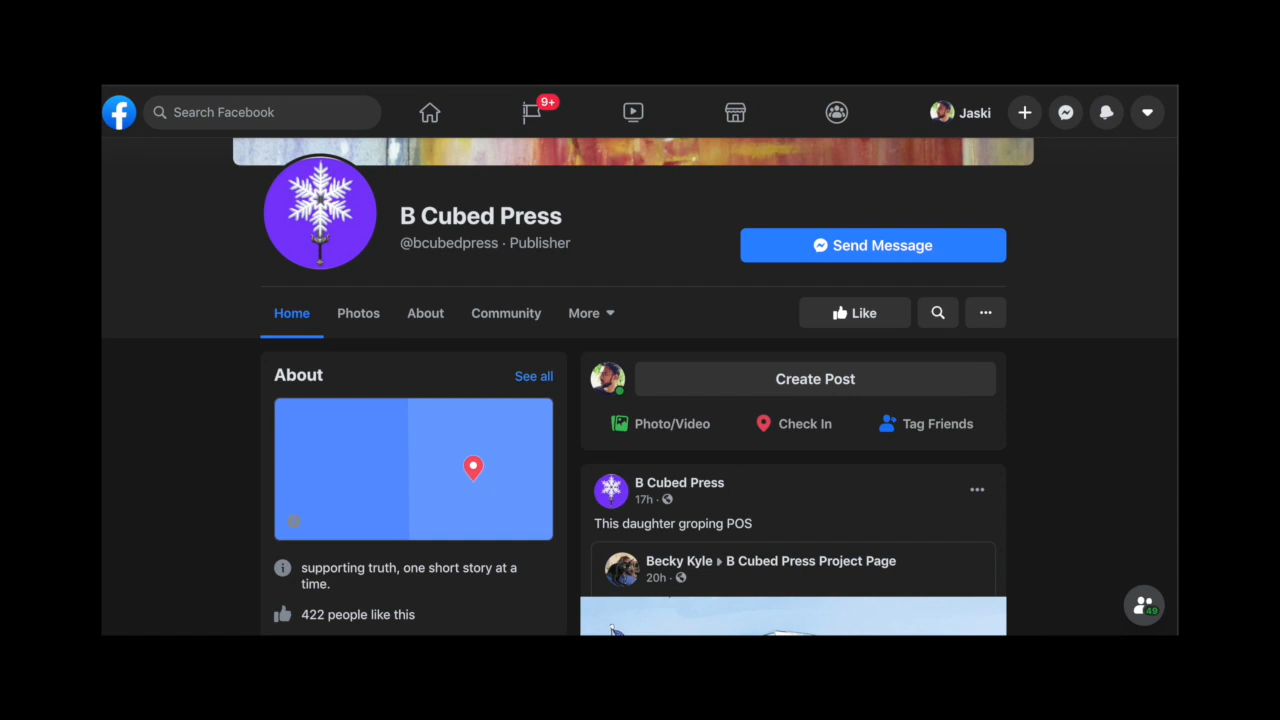 Search Facebook
9+
Jaski
B Cubed Press
@bcubedpress · Publisher
Send Message
Home
Photos
About
Community
More
Like
About
See all
supporting truth, one short story at a
time.
422 people like this
Create Post
Photo/Video
Check In
Tag Friends
B Cubed Press
17h ·
This daughter groping POS
Becky Kyle ▸ B Cubed Press Project Page
20h ·
49